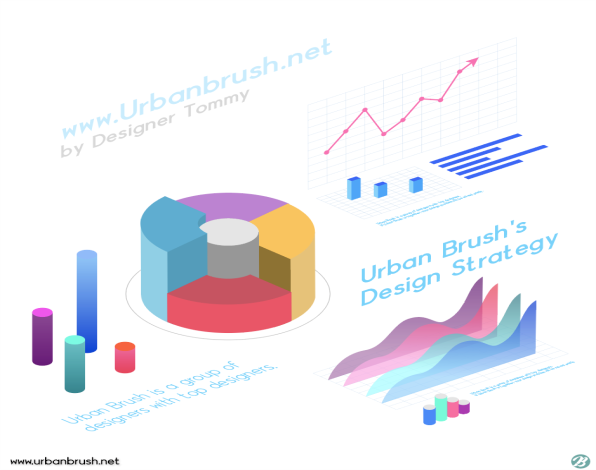 www.Urbanbrush.net
by Designer Tommy
Urban Brush's
Design Strategy
Urban Brush is a group of
designers with top designers.
www.urbanbrush.net